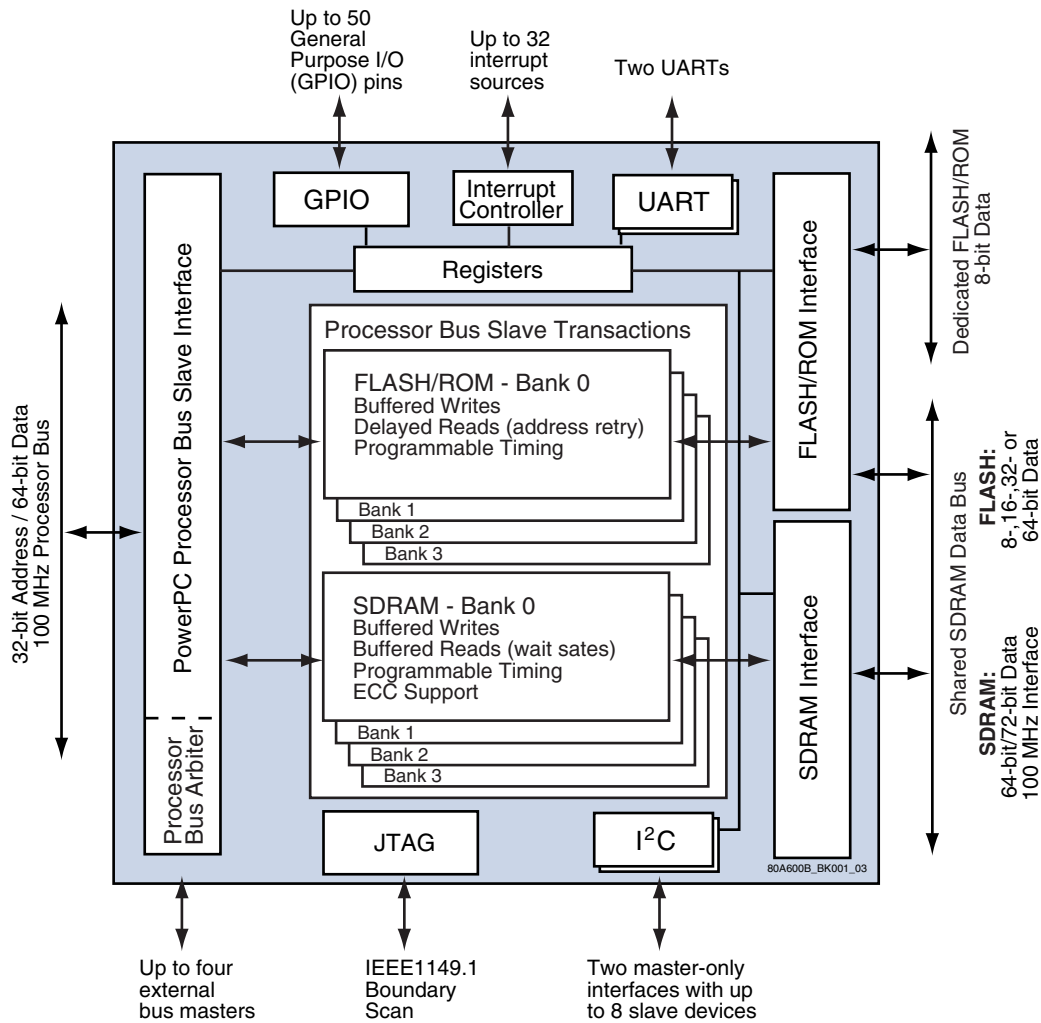 Up to 50
General
Purpose I/O
(GPIO) pins
Up to 32
interrupt
sources
Two UARTs
GPIO
Interrupt
Controller
UART
Registers
32-bit Address / 64-bit Data
100 MHz Processor Bus
PowerPC Processor Bus Slave Interface
Processor
Bus Arbiter
Processor Bus Slave Transactions
FLASH/ROM - Bank 0
Buffered Writes
Delayed Reads (address retry)
Programmable Timing
Bank 1
Bank 2
Bank 3
SDRAM - Bank 0
Buffered Writes
Buffered Reads (wait sates)
Programmable Timing
ECC Support
Bank 1
Bank 2
Bank 3
FLASH/ROM Interface
SDRAM Interface
Dedicated FLASH/ROM
8-bit Data
Shared SDRAM Data Bus
FLASH:
8-,16-,32- or
64-bit Data
SDRAM:
64-bit/72-bit Data
100 MHz Interface
JTAG
I²C
80A600B_BK001_03
Up to four
external
bus masters
IEEE1149.1
Boundary
Scan
Two master-only
interfaces with up
to 8 slave devices